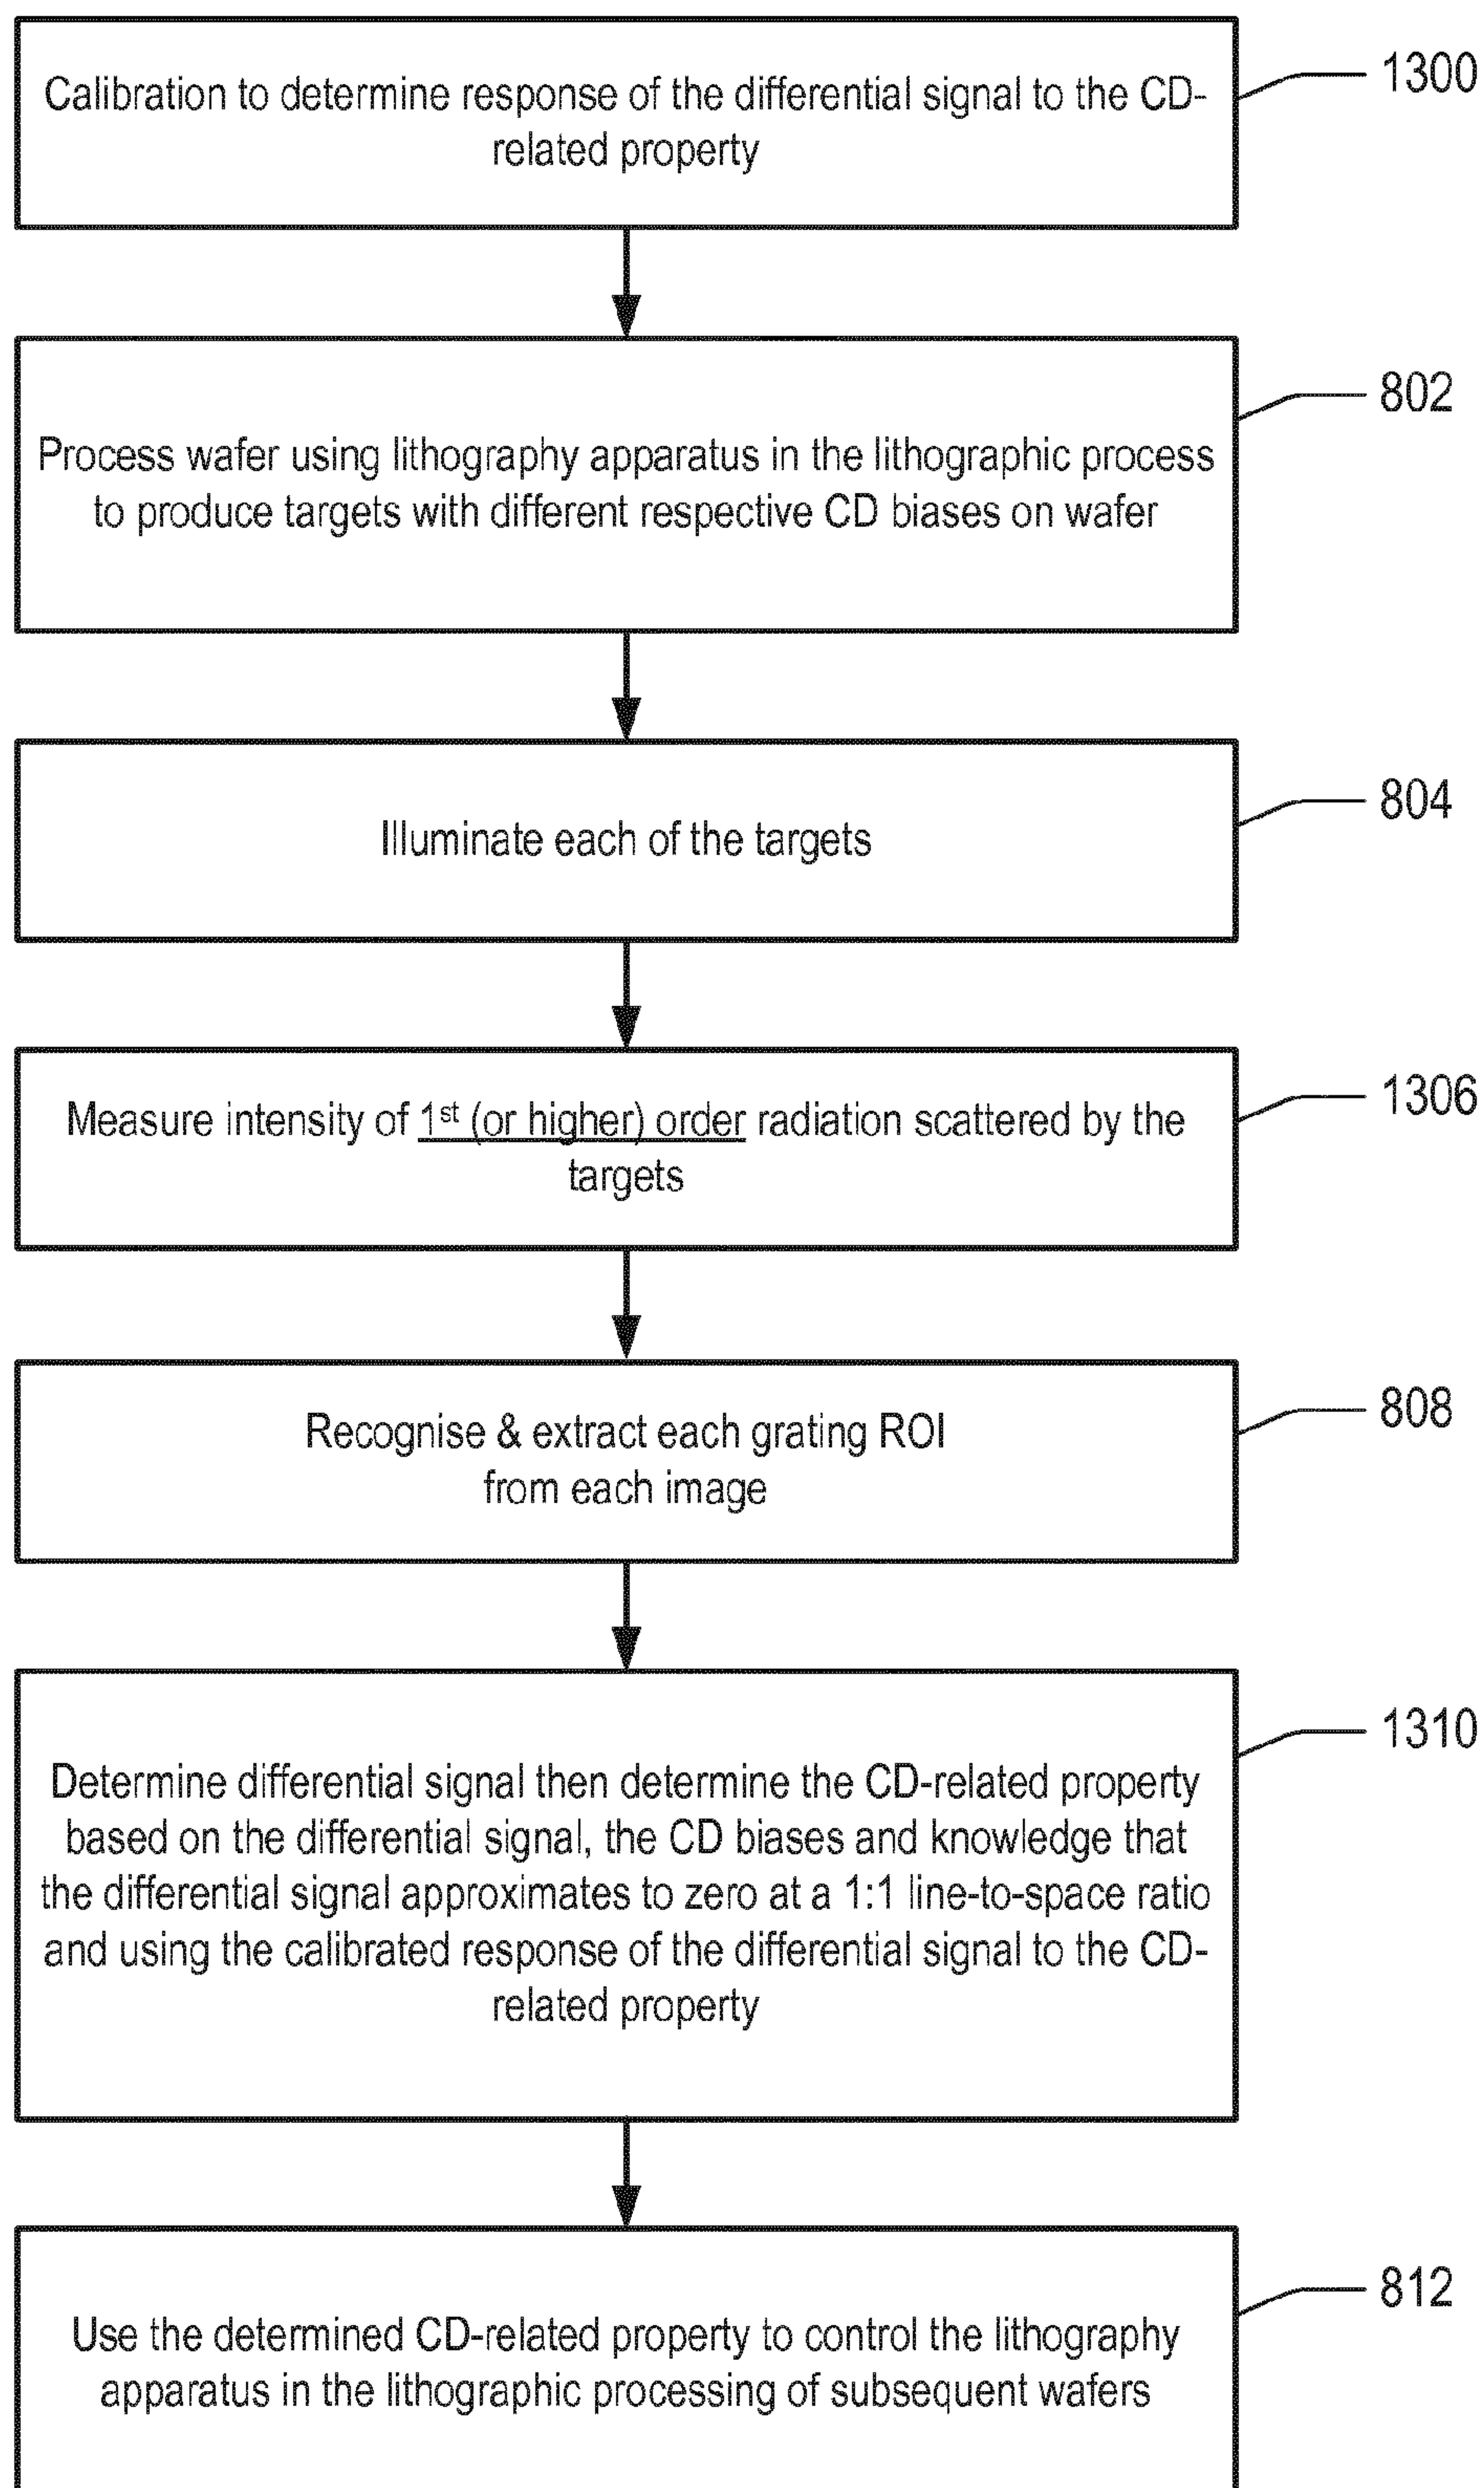 Calibration to determine response of the differential signal to the CD-
related property
1300
Process wafer using lithography apparatus in the lithographic process
to produce targets with different respective CD biases on wafer
802
Illuminate each of the targets
804
Measure intensity of 1st (or higher) order radiation scattered by the
targets
1306
Recognise & extract each grating ROI
from each image
808
Determine differential signal then determine the CD-related property
based on the differential signal, the CD biases and knowledge that
the differential signal approximates to zero at a 1:1 line-to-space ratio
and using the calibrated response of the differential signal to the CD-
related property
1310
Use the determined CD-related property to control the lithography
apparatus in the lithographic processing of subsequent wafers
812